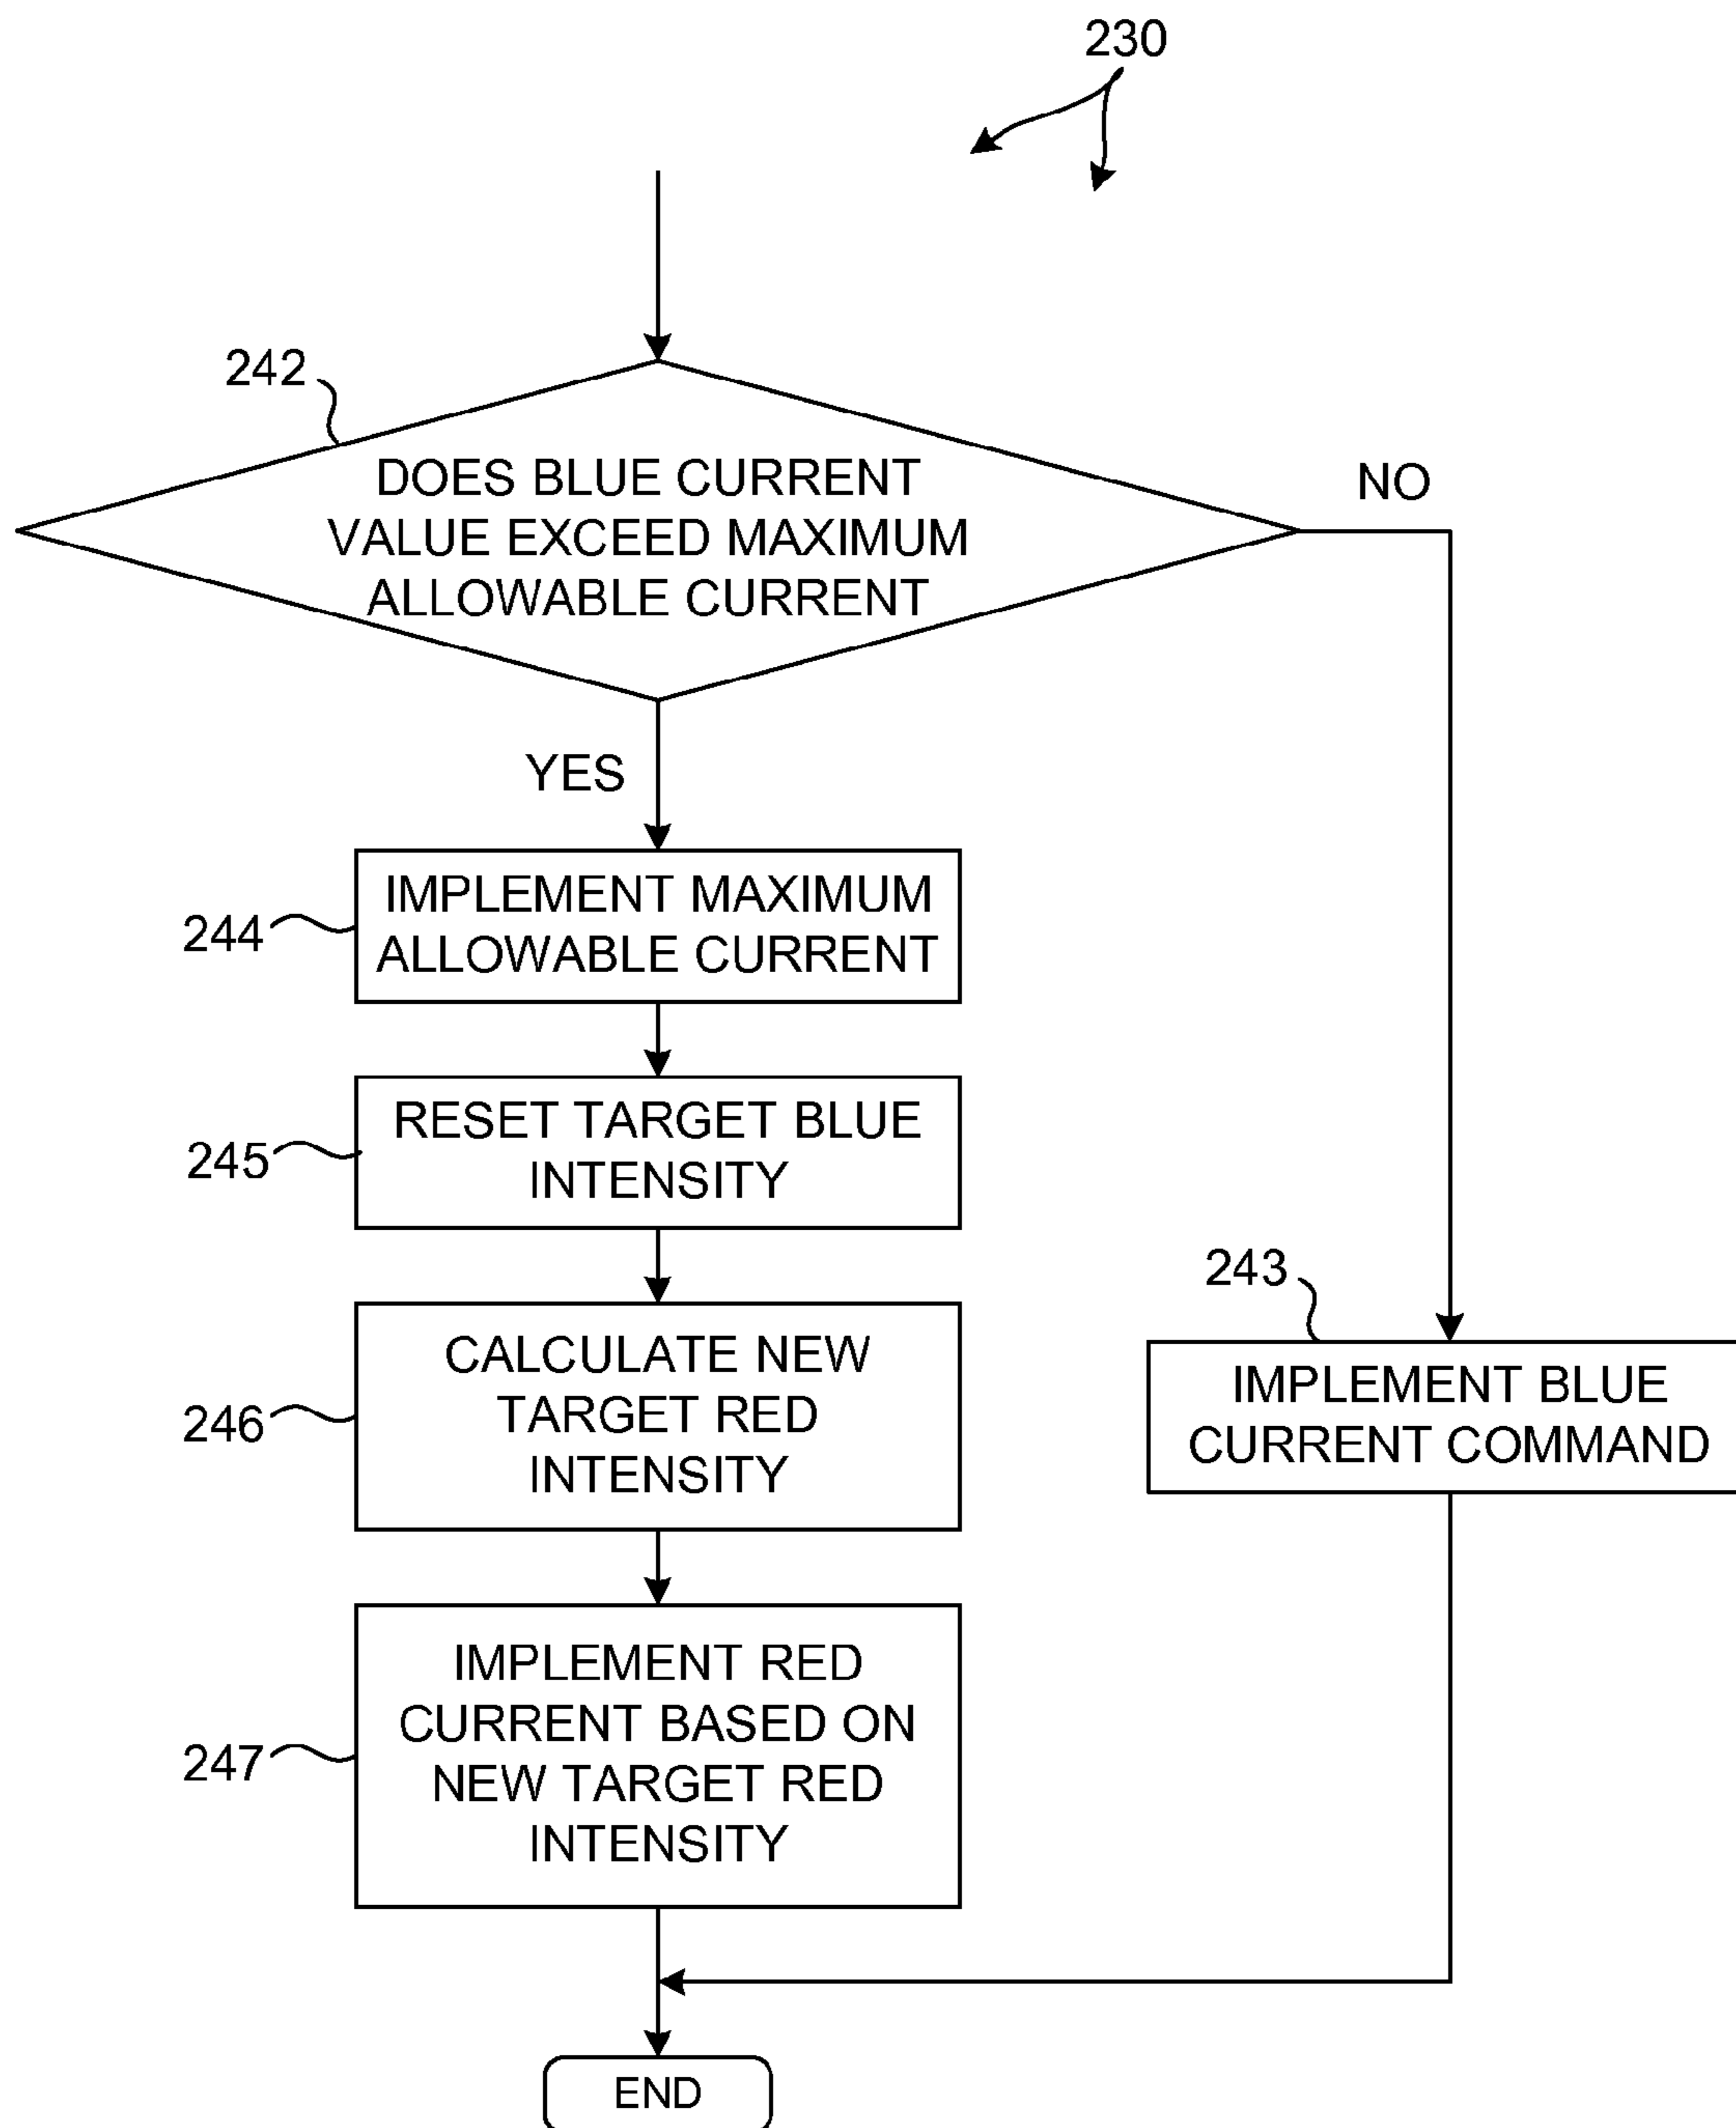 230
242
DOES BLUE CURRENT
VALUE EXCEED MAXIMUM
ALLOWABLE CURRENT
NO
YES
244
IMPLEMENT MAXIMUM
ALLOWABLE CURRENT
245
RESET TARGET BLUE
INTENSITY
246
CALCULATE NEW
TARGET RED
INTENSITY
243
IMPLEMENT BLUE
CURRENT COMMAND
247
IMPLEMENT RED
CURRENT BASED ON
NEW TARGET RED
INTENSITY
END